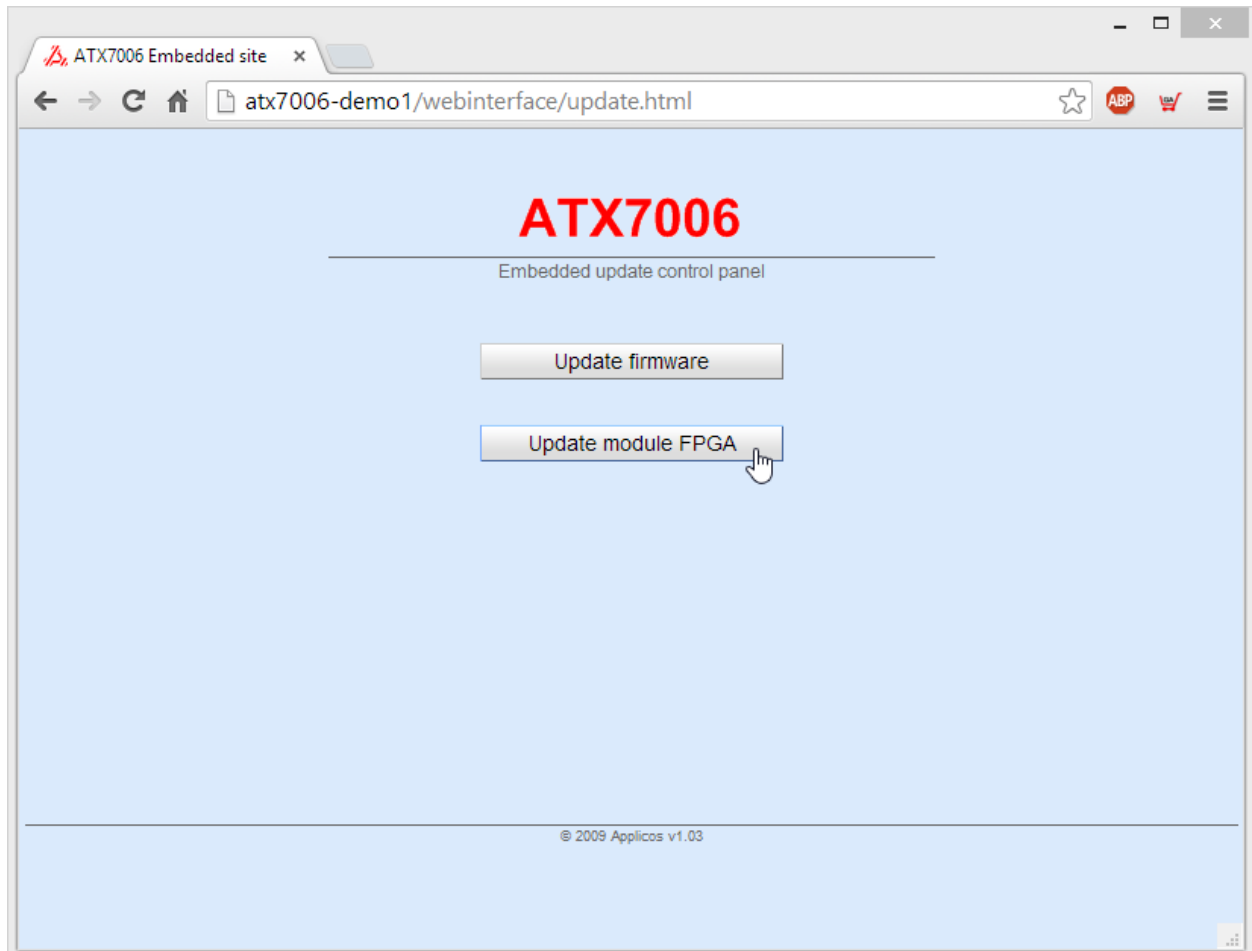 ATX7006 Embedded site
atx7006-demo1/webinterface/update.html
ABP
ATX7006
Embedded update control panel
Update firmware
Update module FPGA
© 2009 Applicos v1.03